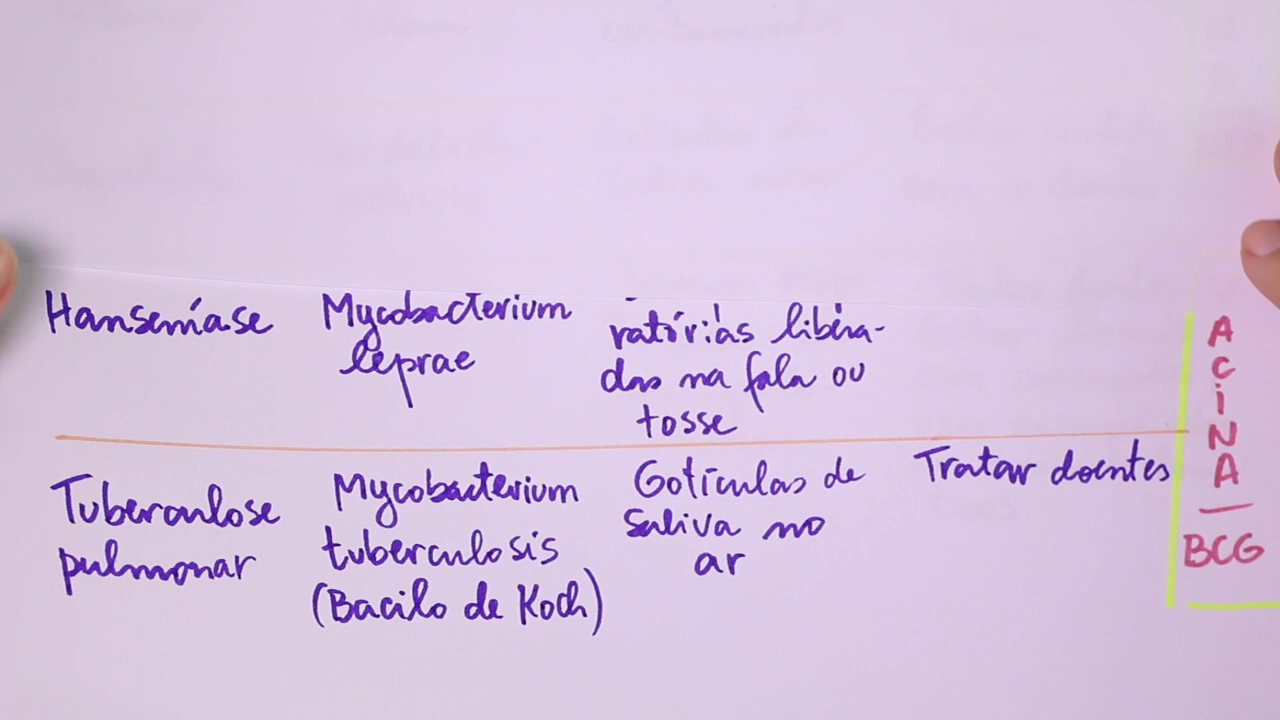 Hanseníase
Mycobacterium
leprae
ratórias libera-
das na fala ou
tosse
Tuberculose
pulmonar
Mycobacterium
tuberculosis
(Bacilo de Koch)
Gotículas de
saliva no
ar
Tratar doentes
A
C
i
N
A
BCG